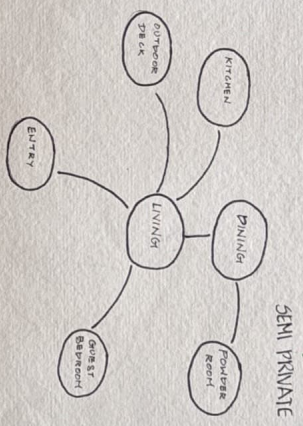 SEMI PRIVATE
KITCHEN
OUTDOOR
DECK
DINING
LIVING
ENTRY
POWDER
ROOM
GUEST
BEDROOM